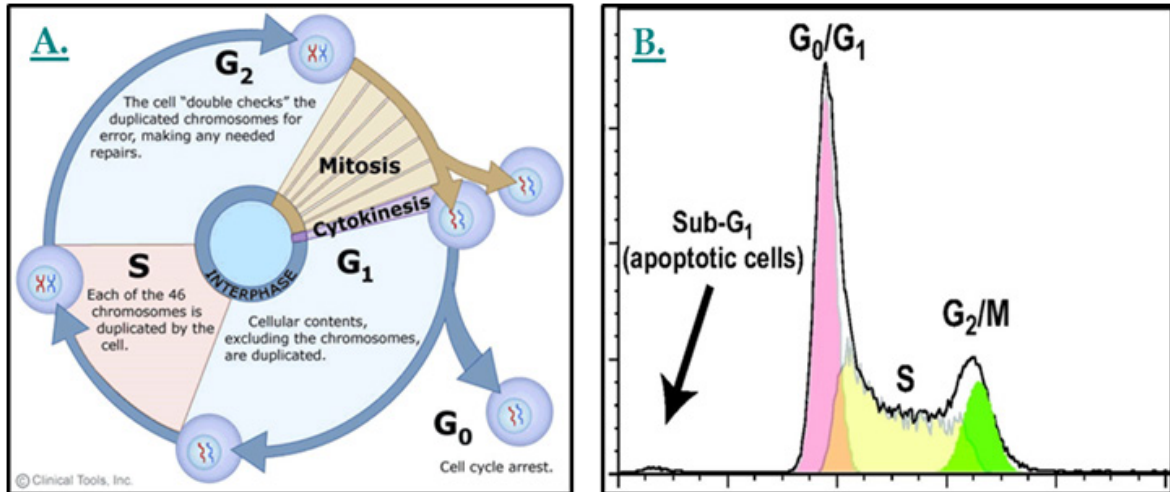 A.
G2
The cell "double checks" the
duplicated chromosomes for
error, making any needed
repairs.
Mitosis
Cytokinesis
INTERPHASE
S
Each of the 46
chromosomes is
duplicated by the
cell.
G1
Cellular contents,
excluding the chromosomes,
are duplicated.
G0
Cell cycle arrest.
© Clinical Tools, Inc.
B.
G0/G1
Sub-G1
(apoptotic cells)
S
G2/M